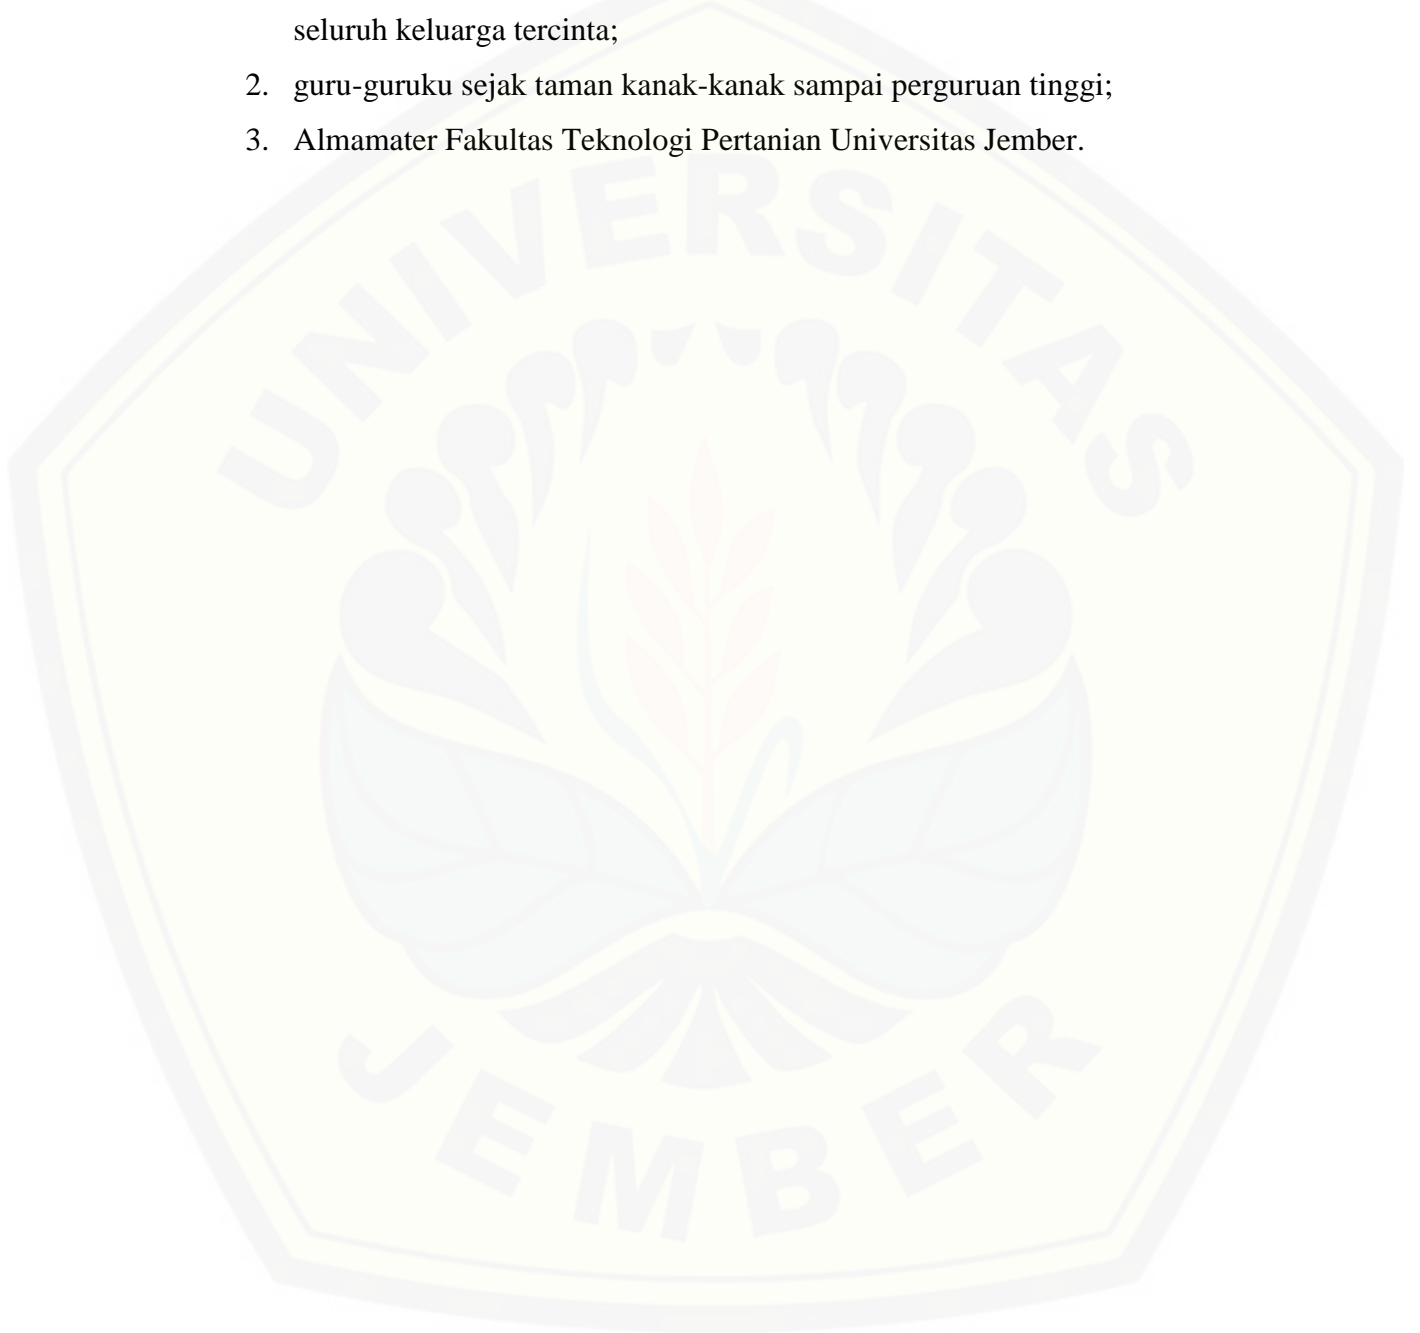 seluruh keluarga tercinta;
2. guru-guruku sejak taman kanak-kanak sampai perguruan tinggi;
3. Almamater Fakultas Teknologi Pertanian Universitas Jember.
UNIVERSITAS
JEMBER